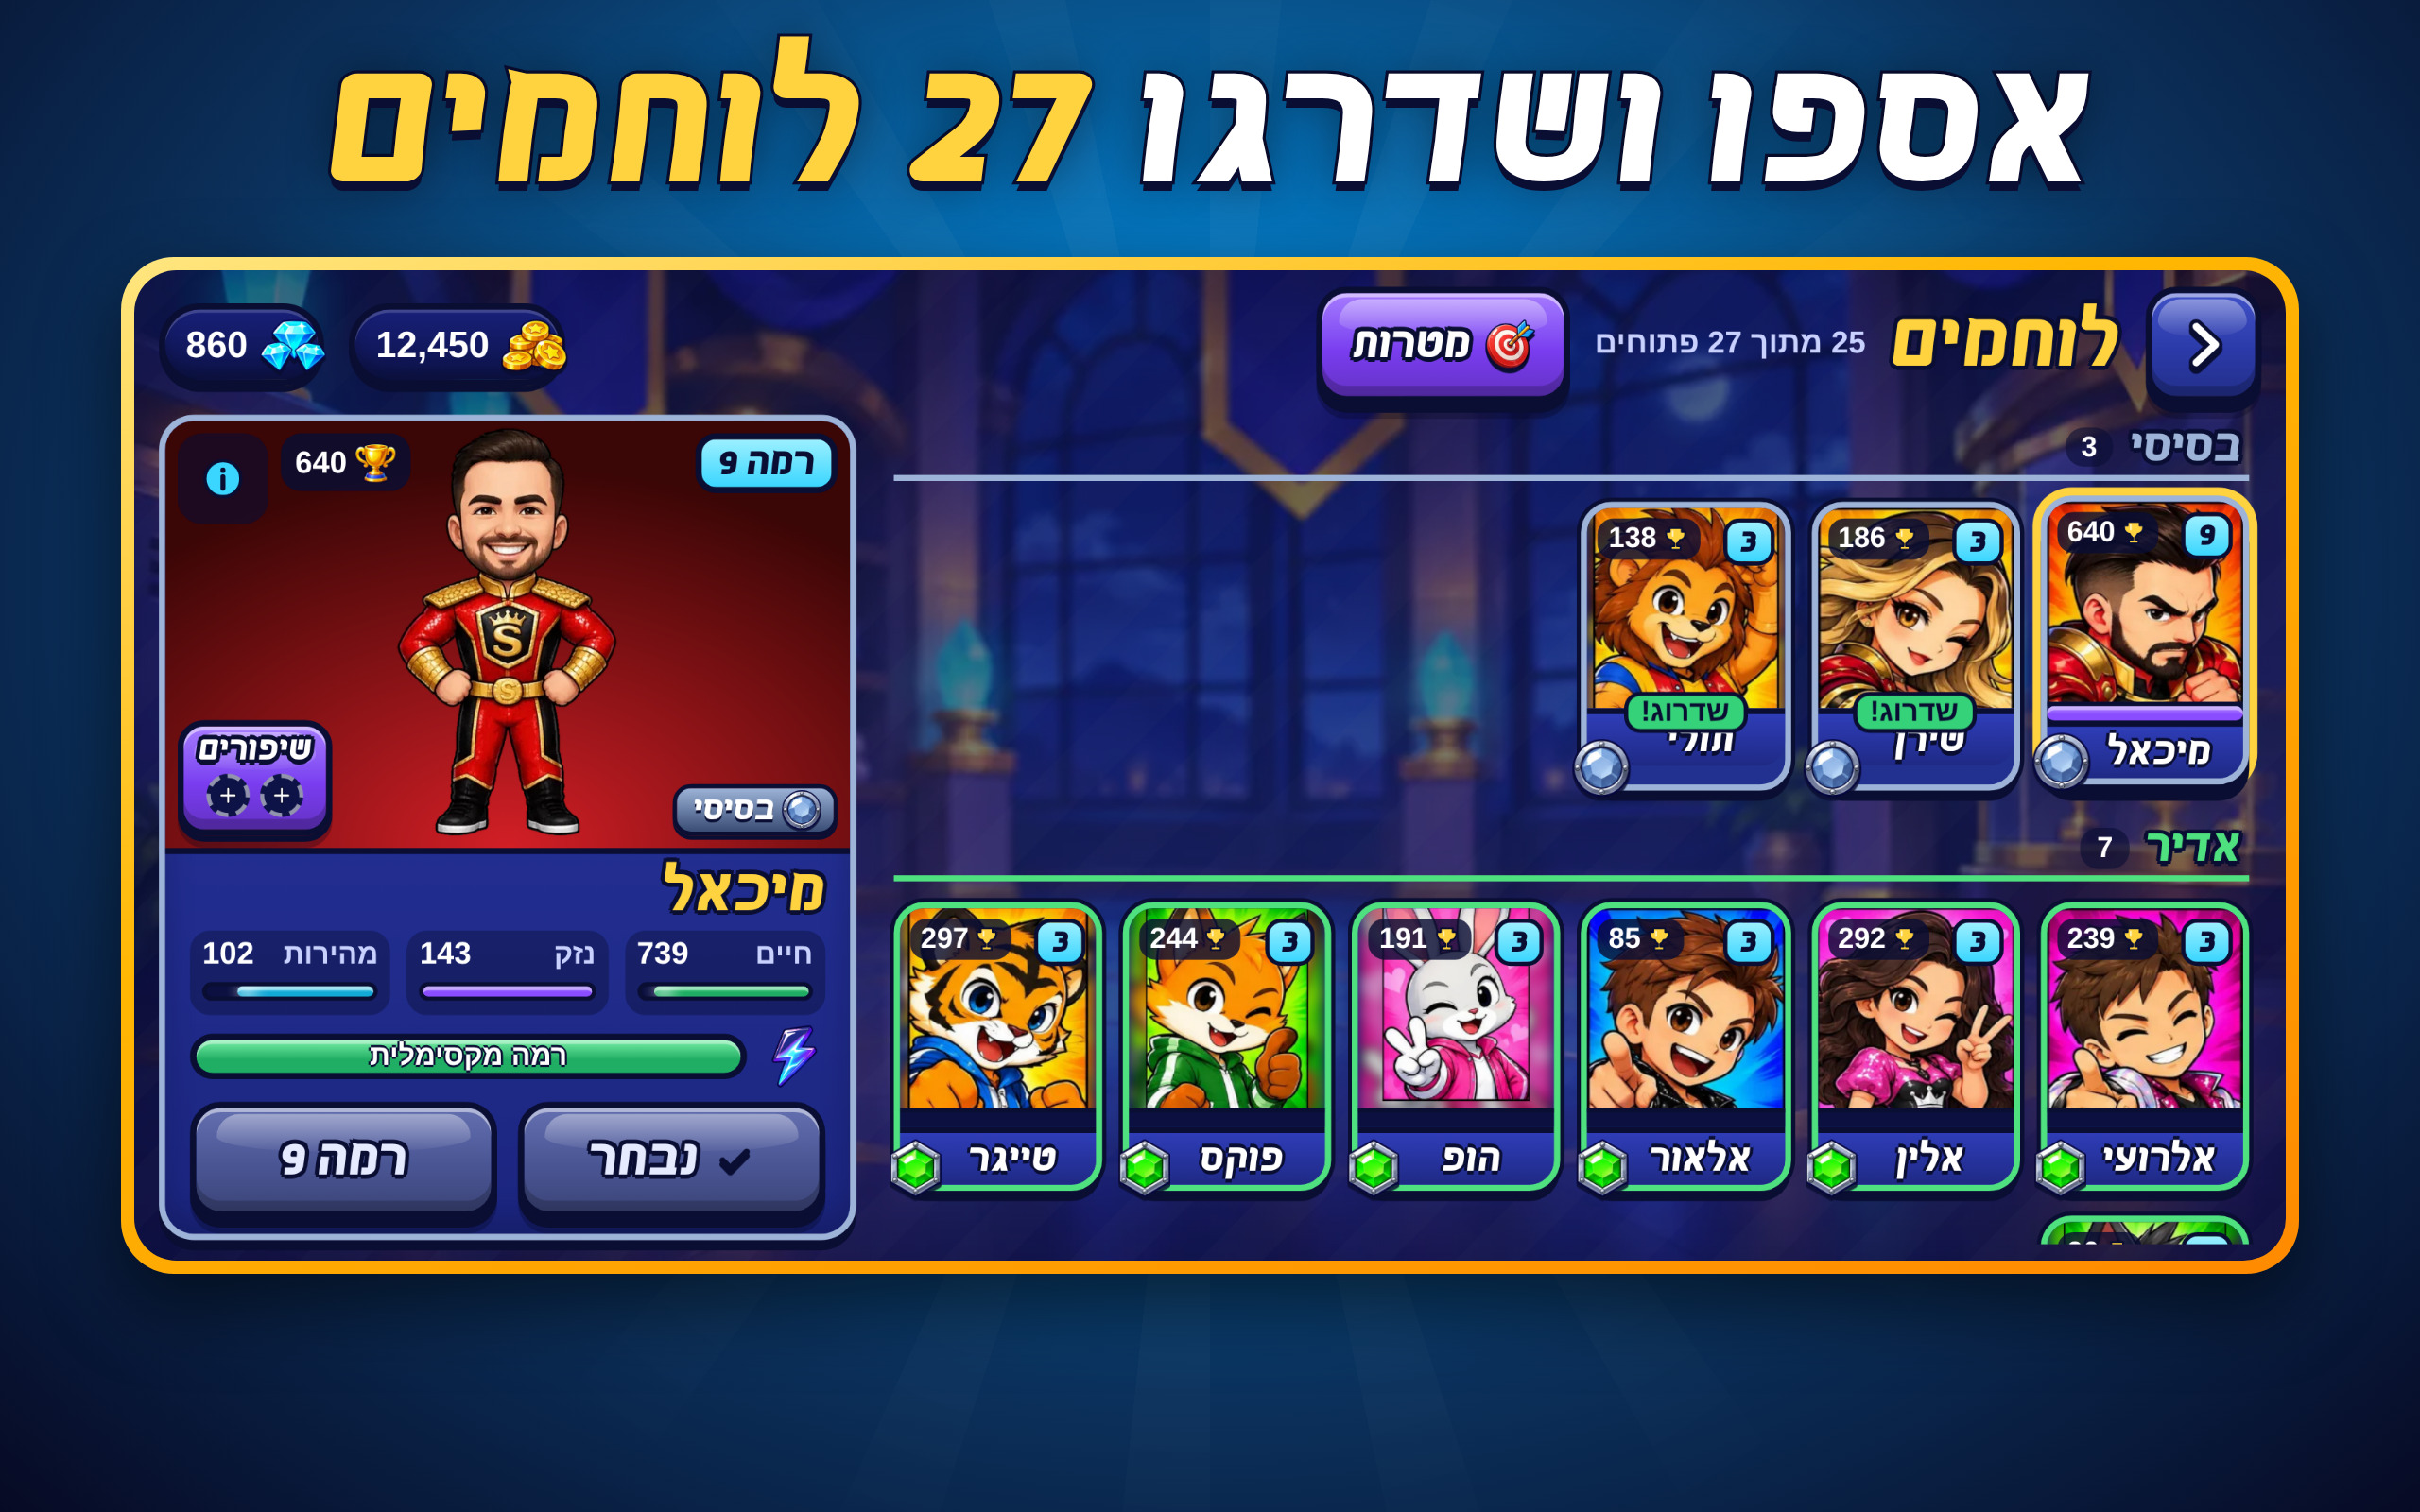 אספו ושדרגו 27 לוחמים
לוחמים
25 מתוך 27 פתוחים
מטרות
12,450
860
בסיסי 3
9 640
מיכאל
3 186
שדרוג!
שירן
3 138
שדרוג!
אדיר 7
3 239
אלרועי
3 292
אלין
3 85
אלאור
3 191
הופ
3 244
פוקס
3 297
טייגר
רמה 9
640
i
S
S
שיפורים
+ +
בסיסי
מיכאל
חיים 739
נזק 143
מהירות 102
רמה מקסימלית
נבחר
רמה 9